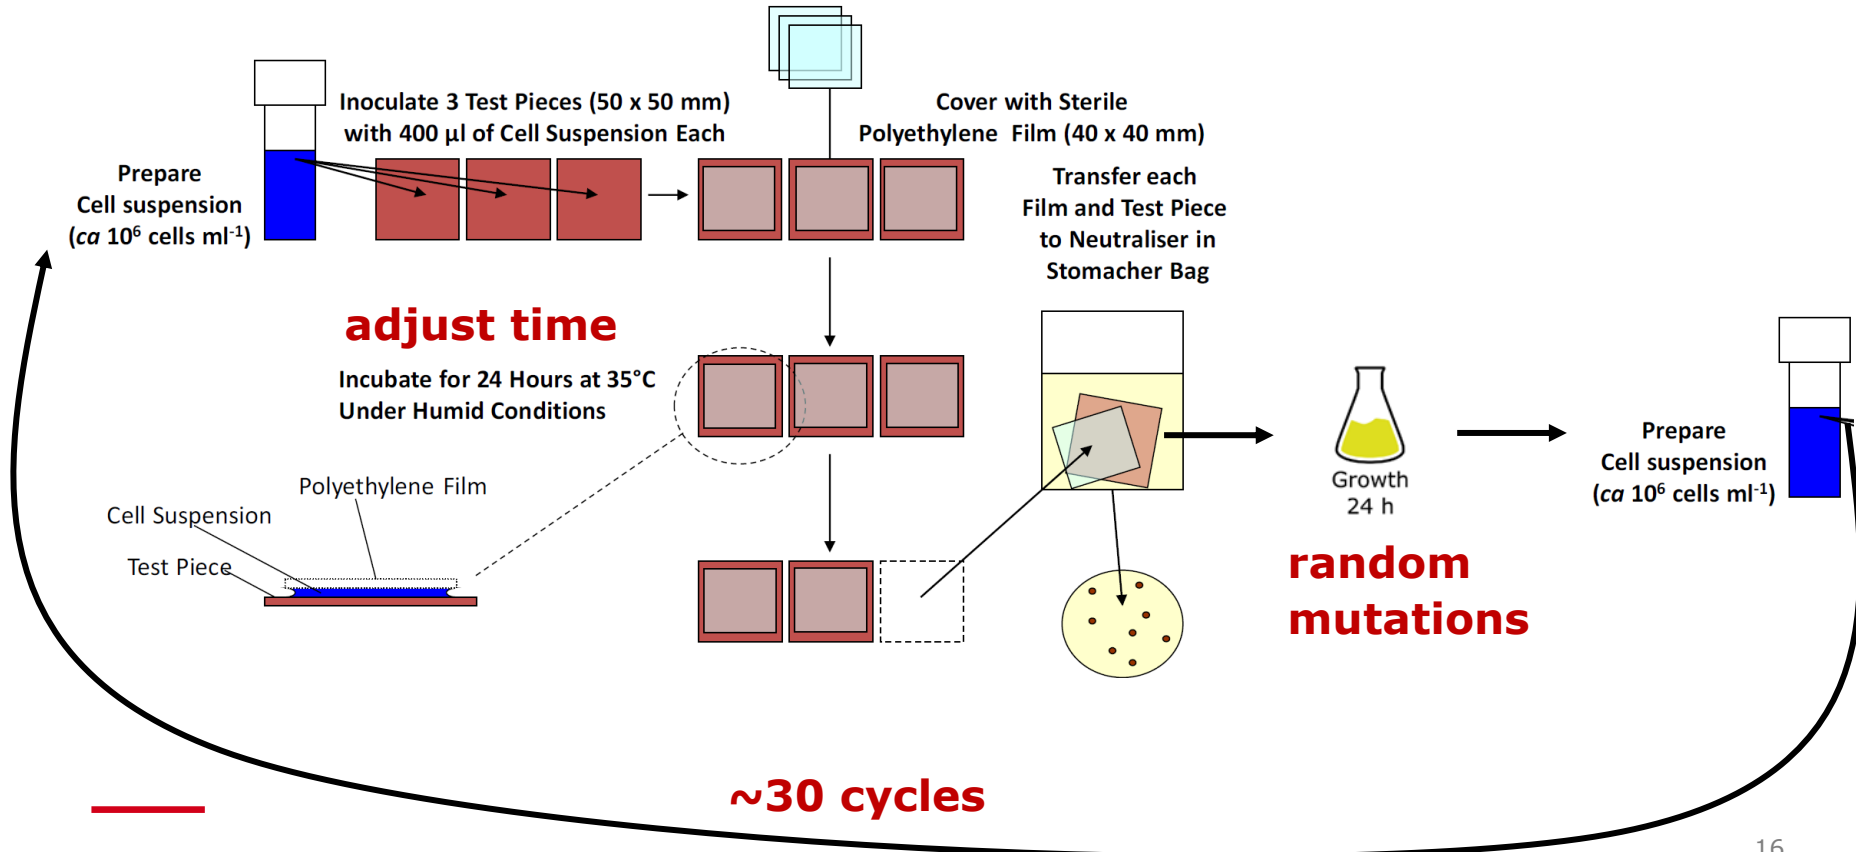 Inoculate 3 Test Pieces (50 x 50 mm)
with 400 µl of Cell Suspension Each
Cover with Sterile
Polyethylene Film (40 x 40 mm)
Prepare
Cell suspension
(ca 10⁶ cells ml⁻¹)
Transfer each
Film and Test Piece
to Neutraliser in
Stomacher Bag
adjust time
Incubate for 24 Hours at 35°C
Under Humid Conditions
Polyethylene Film
Cell Suspension
Test Piece
Growth
24 h
Prepare
Cell suspension
(ca 10⁶ cells ml⁻¹)
random
mutations
~30 cycles
16